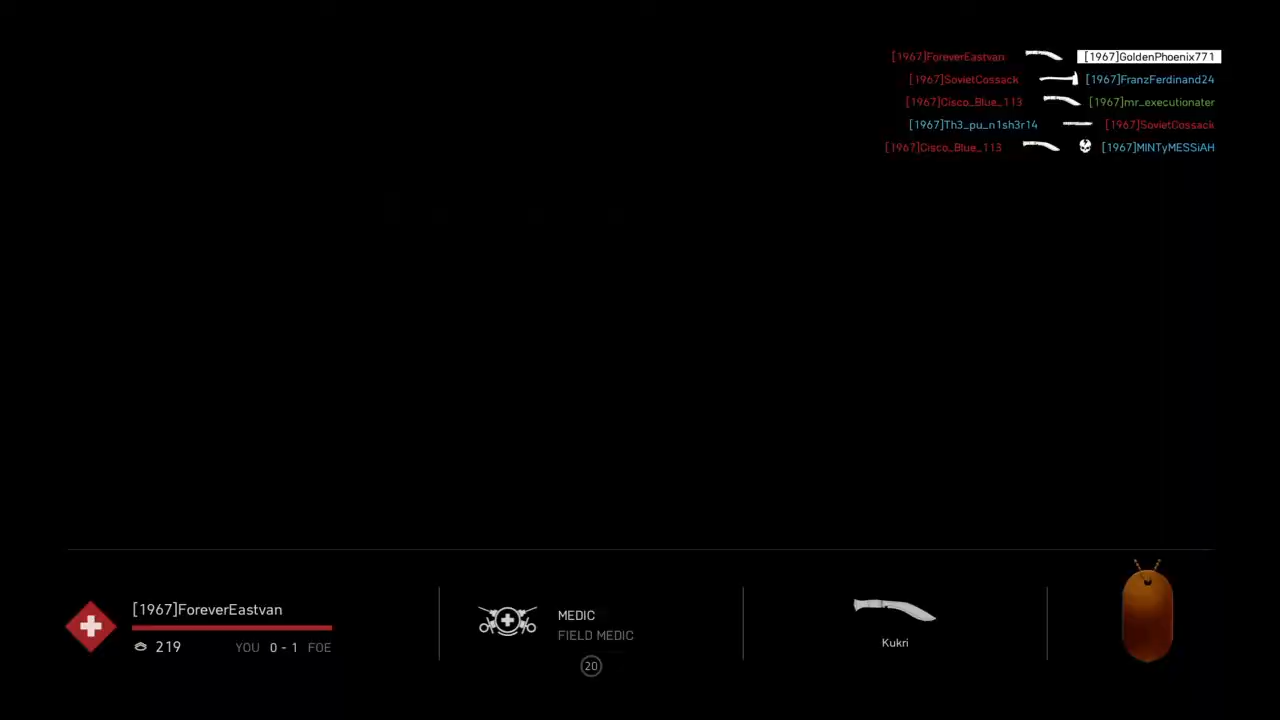 [1967]ForeverEastvan [1967]GoldenPhoenix771
[1967]SovietCossack [1967]FranzFerdinand24
[1967]Cisco_Blue_113 [1967]mr_executionater
[1967]Th3_pu_n1sh3r14 [1967]SovietCossack
[1967]Cisco_Blue_113 [1967]MINTyMESSiAH
[1967]ForeverEastvan
219 YOU 0 - 1 FOE
MEDIC
FIELD MEDIC
20
Kukri